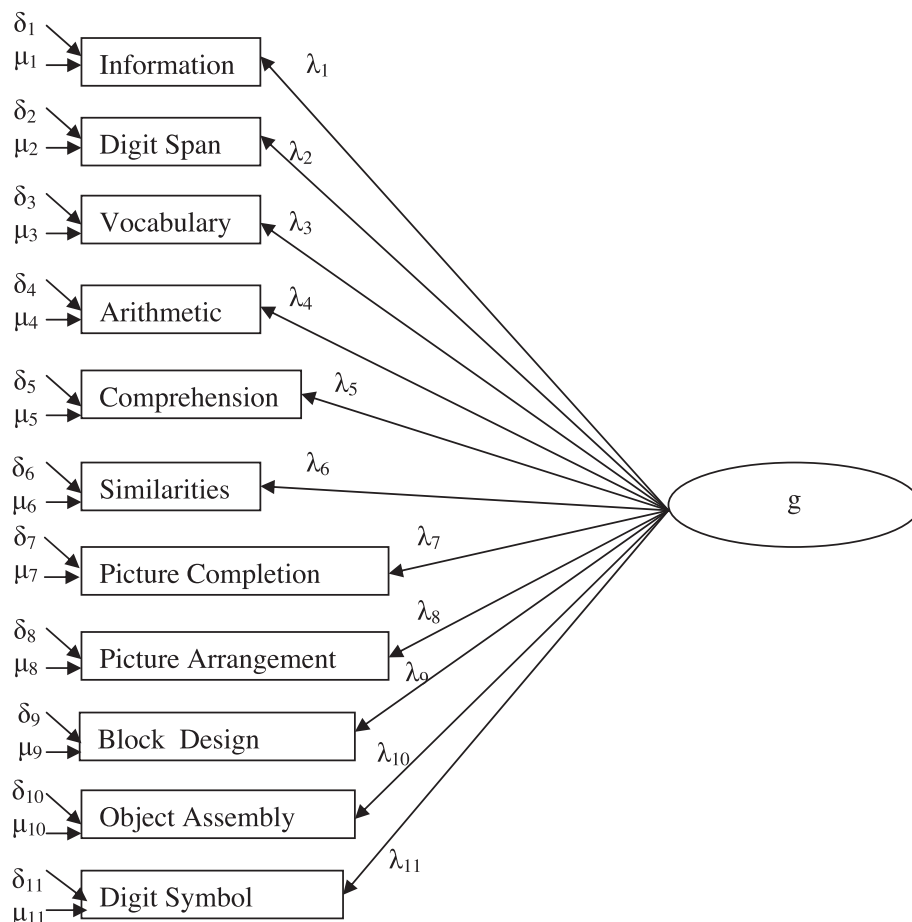 δ1
μ1
Information
λ1
δ2
μ2
Digit Span
λ2
δ3
μ3
Vocabulary
λ3
δ4
μ4
Arithmetic
λ4
δ5
μ5
Comprehension
λ5
δ6
μ6
Similarities
λ6
g
δ7
μ7
Picture Completion
λ7
δ8
μ8
Picture Arrangement
λ8
λ9
δ9
μ9
Block Design
λ10
δ10
μ10
Object Assembly
λ11
δ11
μ11
Digit Symbol